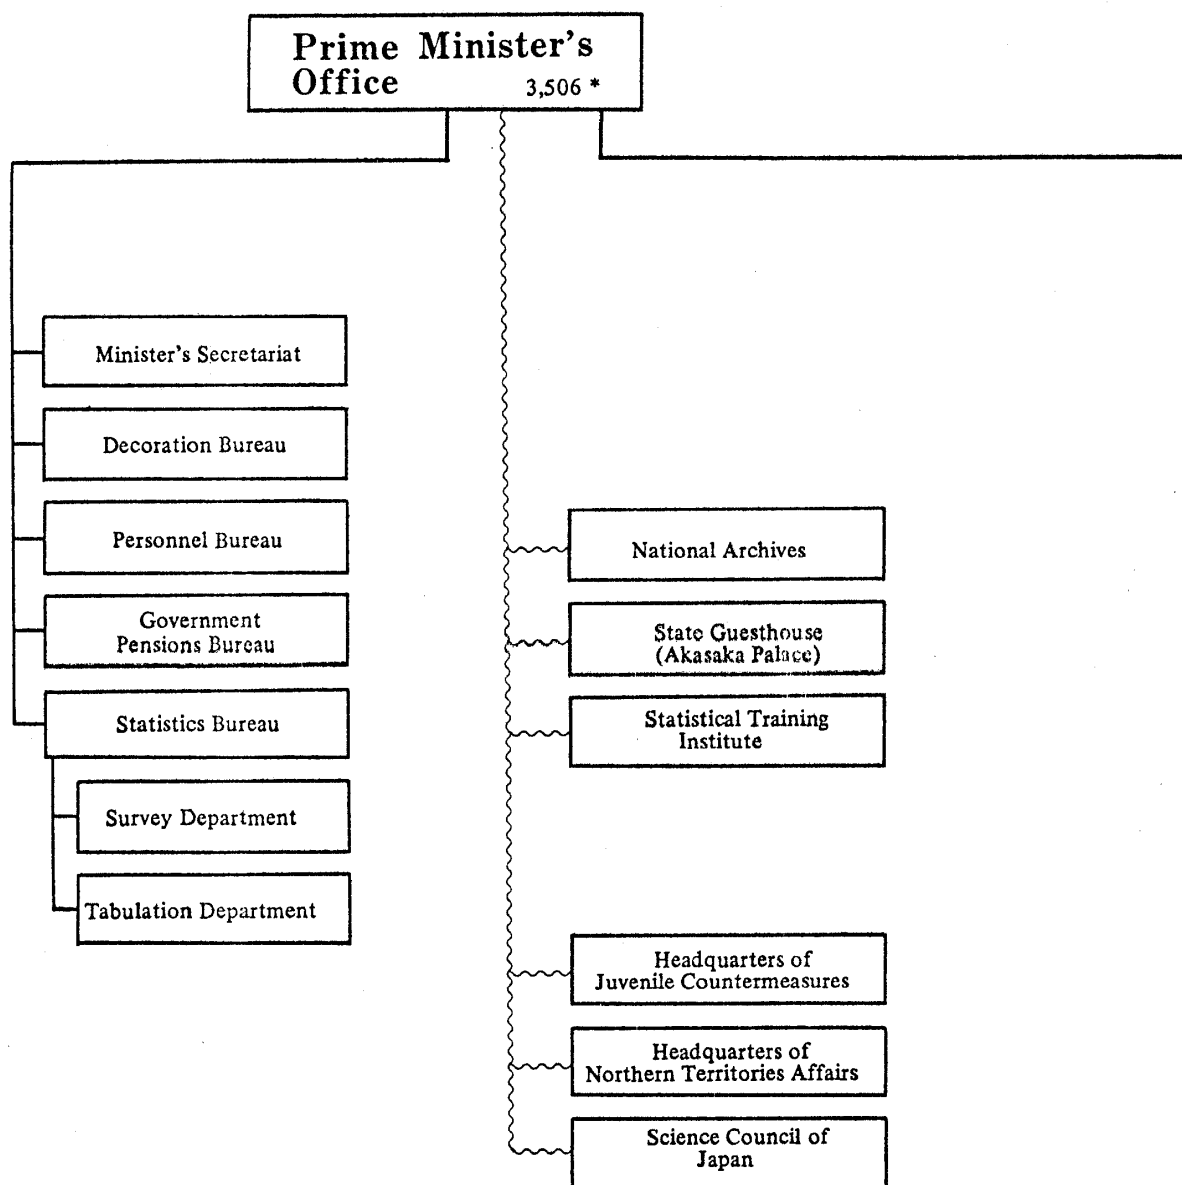 Prime Minister's
Office 3,506 *
Minister's Secretariat
Decoration Bureau
Personnel Bureau
Government
Pensions Bureau
Statistics Bureau
Survey Department
Tabulation Department
National Archives
State Guesthouse
(Akasaka Palace)
Statistical Training
Institute
Headquarters of
Juvenile Countermeasures
Headquarters of
Northern Territories Affairs
Science Council of
Japan